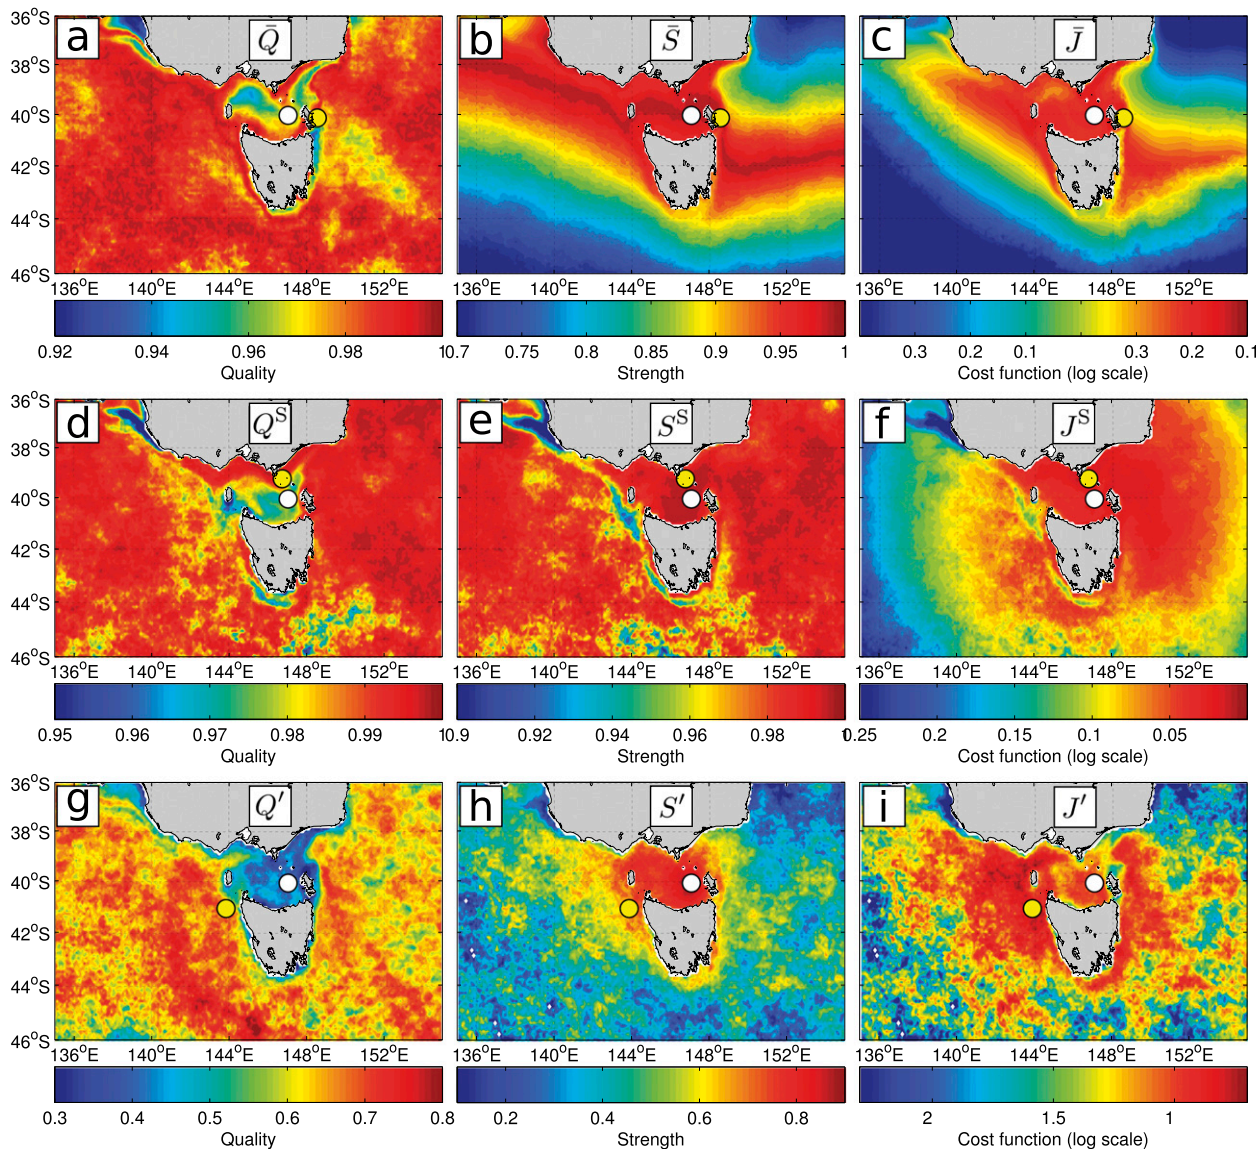 36°S
38°S
40°S
42°S
44°S
46°S
a
Q̄
b
S̄
c
J̄
136°E 140°E 144°E 148°E 152°E
136°E 140°E 144°E 148°E 152°E
136°E 140°E 144°E 148°E 152°E
0.92 0.94 0.96 0.98 1
0.7 0.75 0.8 0.85 0.9 0.95 1
0.3 0.2 0.1 0.3 0.2 0.1
Quality
Strength
Cost function (log scale)
36°S
38°S
40°S
42°S
44°S
46°S
d
Qˢ
e
Sˢ
f
Jˢ
136°E 140°E 144°E 148°E 152°E
136°E 140°E 144°E 148°E 152°E
136°E 140°E 144°E 148°E 152°E
0.95 0.96 0.97 0.98 0.99 1
0.9 0.92 0.94 0.96 0.98 1
0.25 0.2 0.15 0.1 0.05
Quality
Strength
Cost function (log scale)
36°S
38°S
40°S
42°S
44°S
46°S
g
Q′
h
S′
i
J′
136°E 140°E 144°E 148°E 152°E
136°E 140°E 144°E 148°E 152°E
136°E 140°E 144°E 148°E 152°E
0.3 0.4 0.5 0.6 0.7 0.8
0.2 0.4 0.6 0.8
2 1.5 1
Quality
Strength
Cost function (log scale)